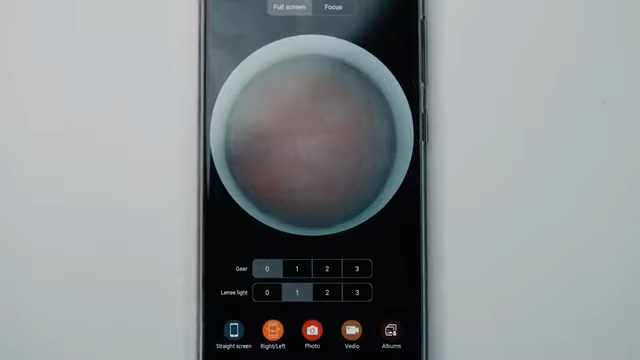 Full screen Focus
Gear 0 1 2 3
Lense light 0 1 2 3
Straight screen Right/Left Photo Vedio Albums